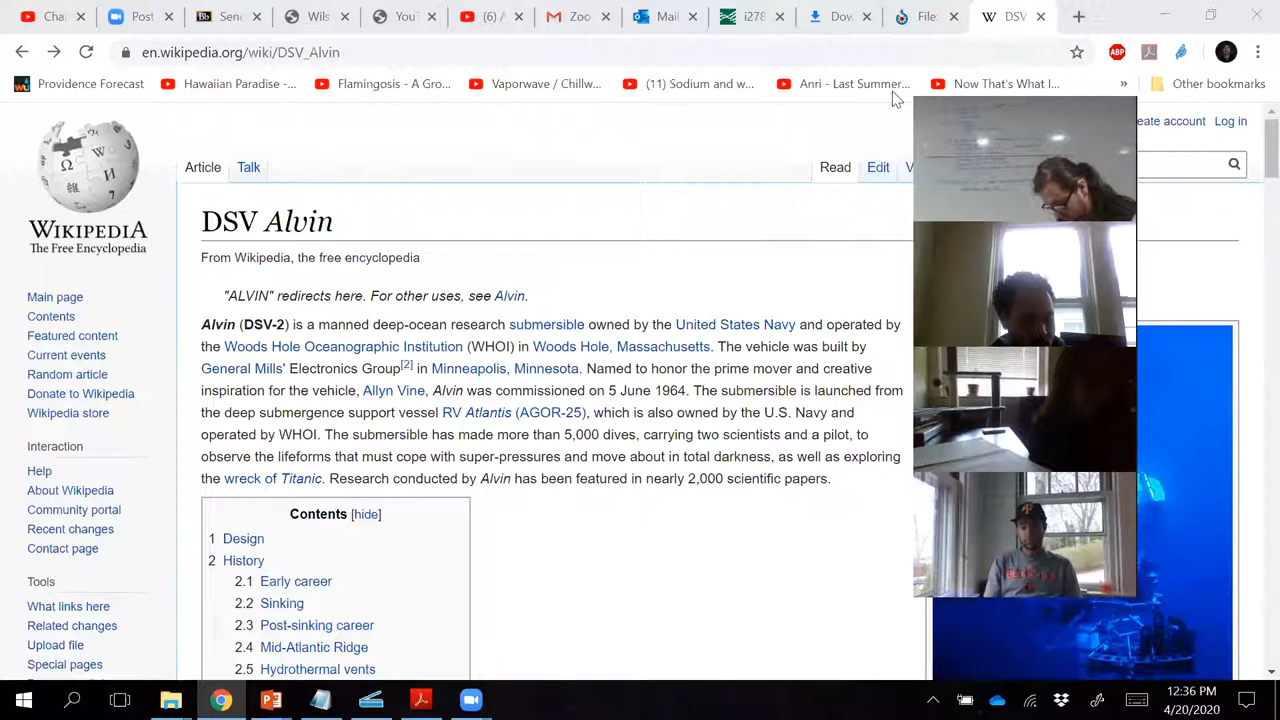 Cha
Post
Senc
Wils
YouT
(6) A
Zoo
Mail
i278
Dow
File:
DSV
en.wikipedia.org/wiki/DSV_Alvin
ABP
Providence Forecast
Hawaiian Paradise -...
Flamingosis - A Gro...
Vaporwave / Chillw...
(11) Sodium and w...
Anri - Last Summer...
Now That's What I...
»
Other bookmarks
eate account Log in
Article Talk
Read Edit V
WIKIPEDIA
The Free Encyclopedia
Main page
Contents
Featured content
Current events
Random article
Donate to Wikipedia
Wikipedia store
Interaction
Help
About Wikipedia
Community portal
Recent changes
Contact page
Tools
What links here
Related changes
Upload file
Special pages
DSV Alvin
From Wikipedia, the free encyclopedia
"ALVIN" redirects here. For other uses, see Alvin.
Alvin (DSV-2) is a manned deep-ocean research submersible owned by the United States Navy and operated by
the Woods Hole Oceanographic Institution (WHOI) in Woods Hole, Massachusetts. The vehicle was built by
General Mills' Electronics Group[2] in Minneapolis, Minnesota. Named to honor the prime mover and creative
inspiration for the vehicle, Allyn Vine, Alvin was commissioned on 5 June 1964. The submersible is launched from
the deep submergence support vessel RV Atlantis (AGOR-25), which is also owned by the U.S. Navy and
operated by WHOI. The submersible has made more than 5,000 dives, carrying two scientists and a pilot, to
observe the lifeforms that must cope with super-pressures and move about in total darkness, as well as exploring
the wreck of Titanic. Research conducted by Alvin has been featured in nearly 2,000 scientific papers.
Contents [hide]
1 Design
2 History
2.1 Early career
2.2 Sinking
2.3 Post-sinking career
2.4 Mid-Atlantic Ridge
2.5 Hydrothermal vents
12:36 PM
4/20/2020